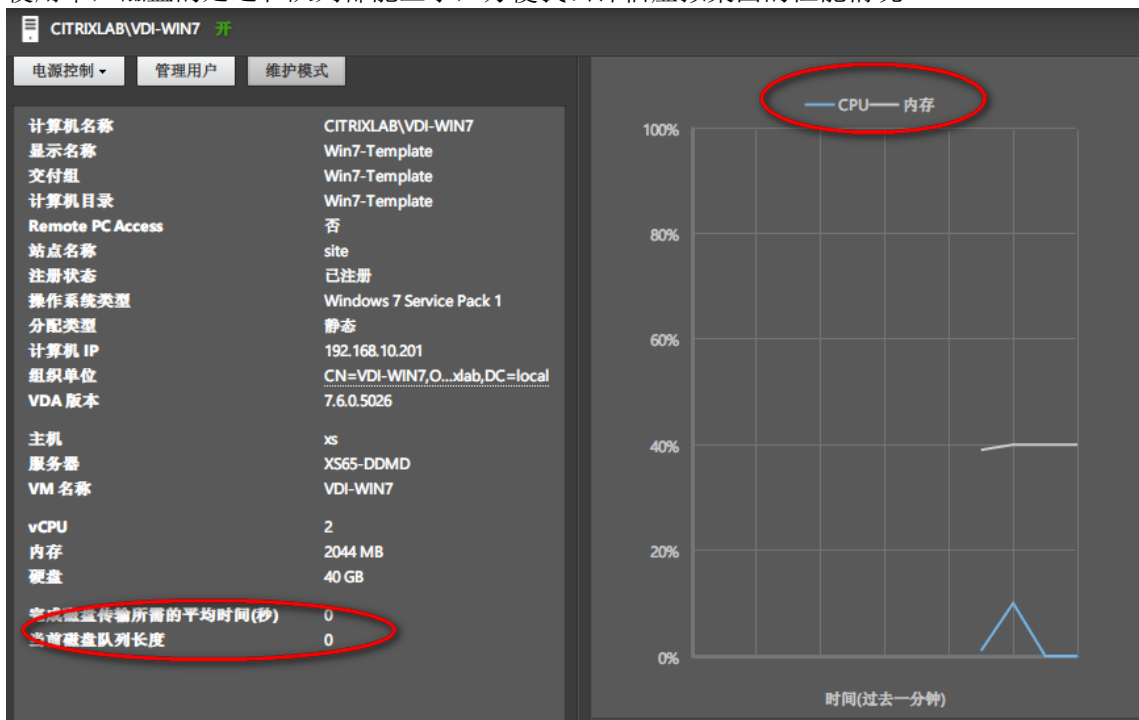 CITRIXLAB\VDI-WIN7 开
电源控制 管理用户 维护模式
计算机名称 CITRIXLAB\VDI-WIN7
显示名称 Win7-Template
交付组 Win7-Template
计算机目录 Win7-Template
Remote PC Access 否
站点名称 site
注册状态 已注册
操作系统类型 Windows 7 Service Pack 1
分配类型 静态
计算机 IP 192.168.10.201
组织单位 CN=VDI-WIN7,O...xlab,DC=local
VDA 版本 7.6.0.5026
主机 xs
服务器 XS65-DDMD
VM 名称 VDI-WIN7
vCPU 2
内存 2044 MB
硬盘 40 GB
完成磁盘传输所需的平均时间(秒) 0
当前磁盘队列长度 0
CPU 内存
100%
80%
60%
40%
20%
0%
时间(过去一分钟)